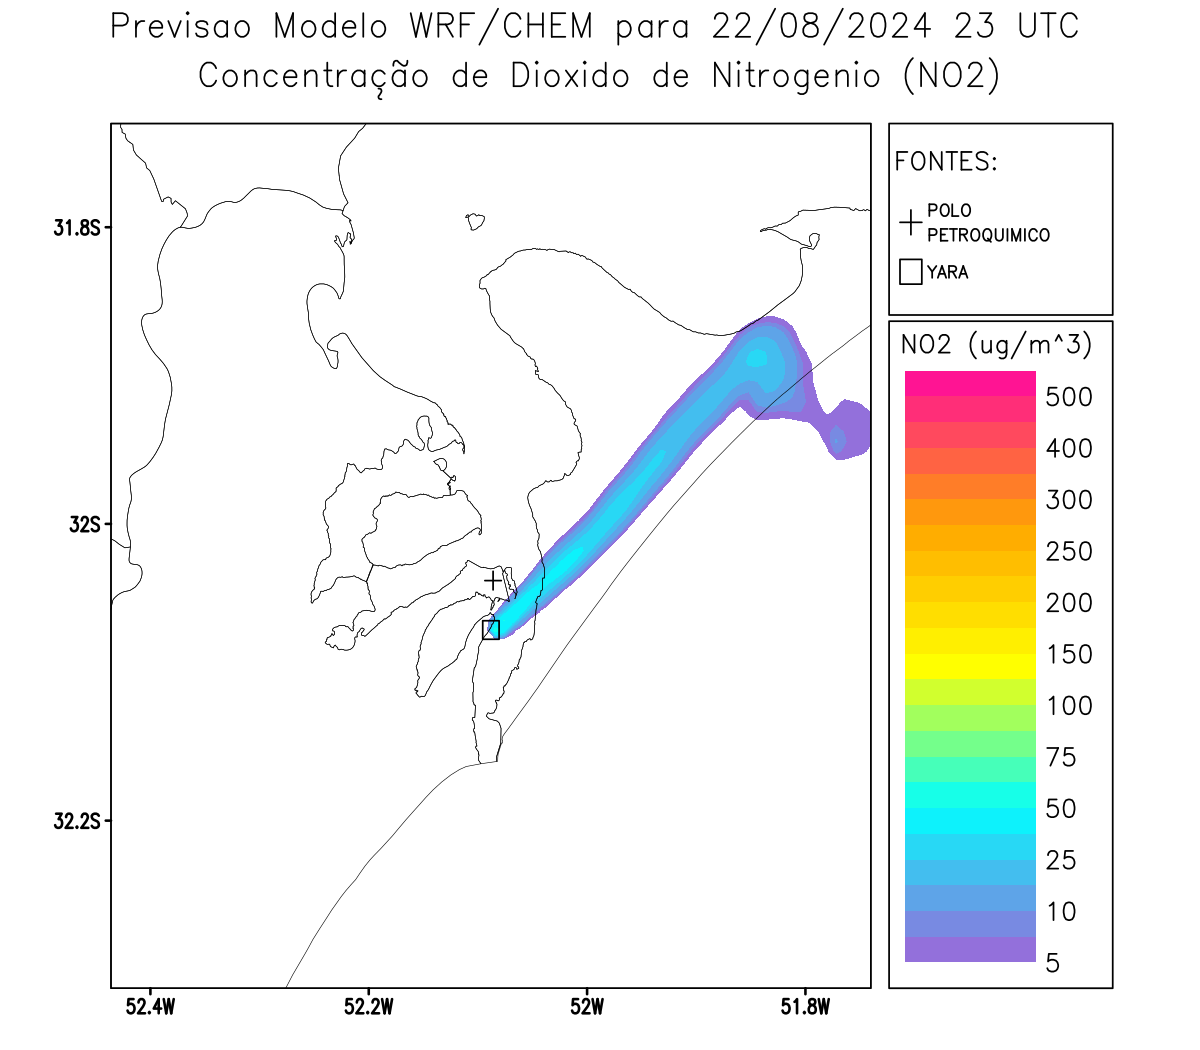 Previsao Modelo WRF/CHEM para 22/08/2024 23 UTC
Concentração de Dioxido de Nitrogenio (NO2)
FONTES:
POLO
PETROQUIMICO
YARA
NO2 (ug/m^3)
500
400
300
250
200
150
100
75
50
25
10
5
31.8S
32S
32.2S
52.4W
52.2W
52W
51.8W